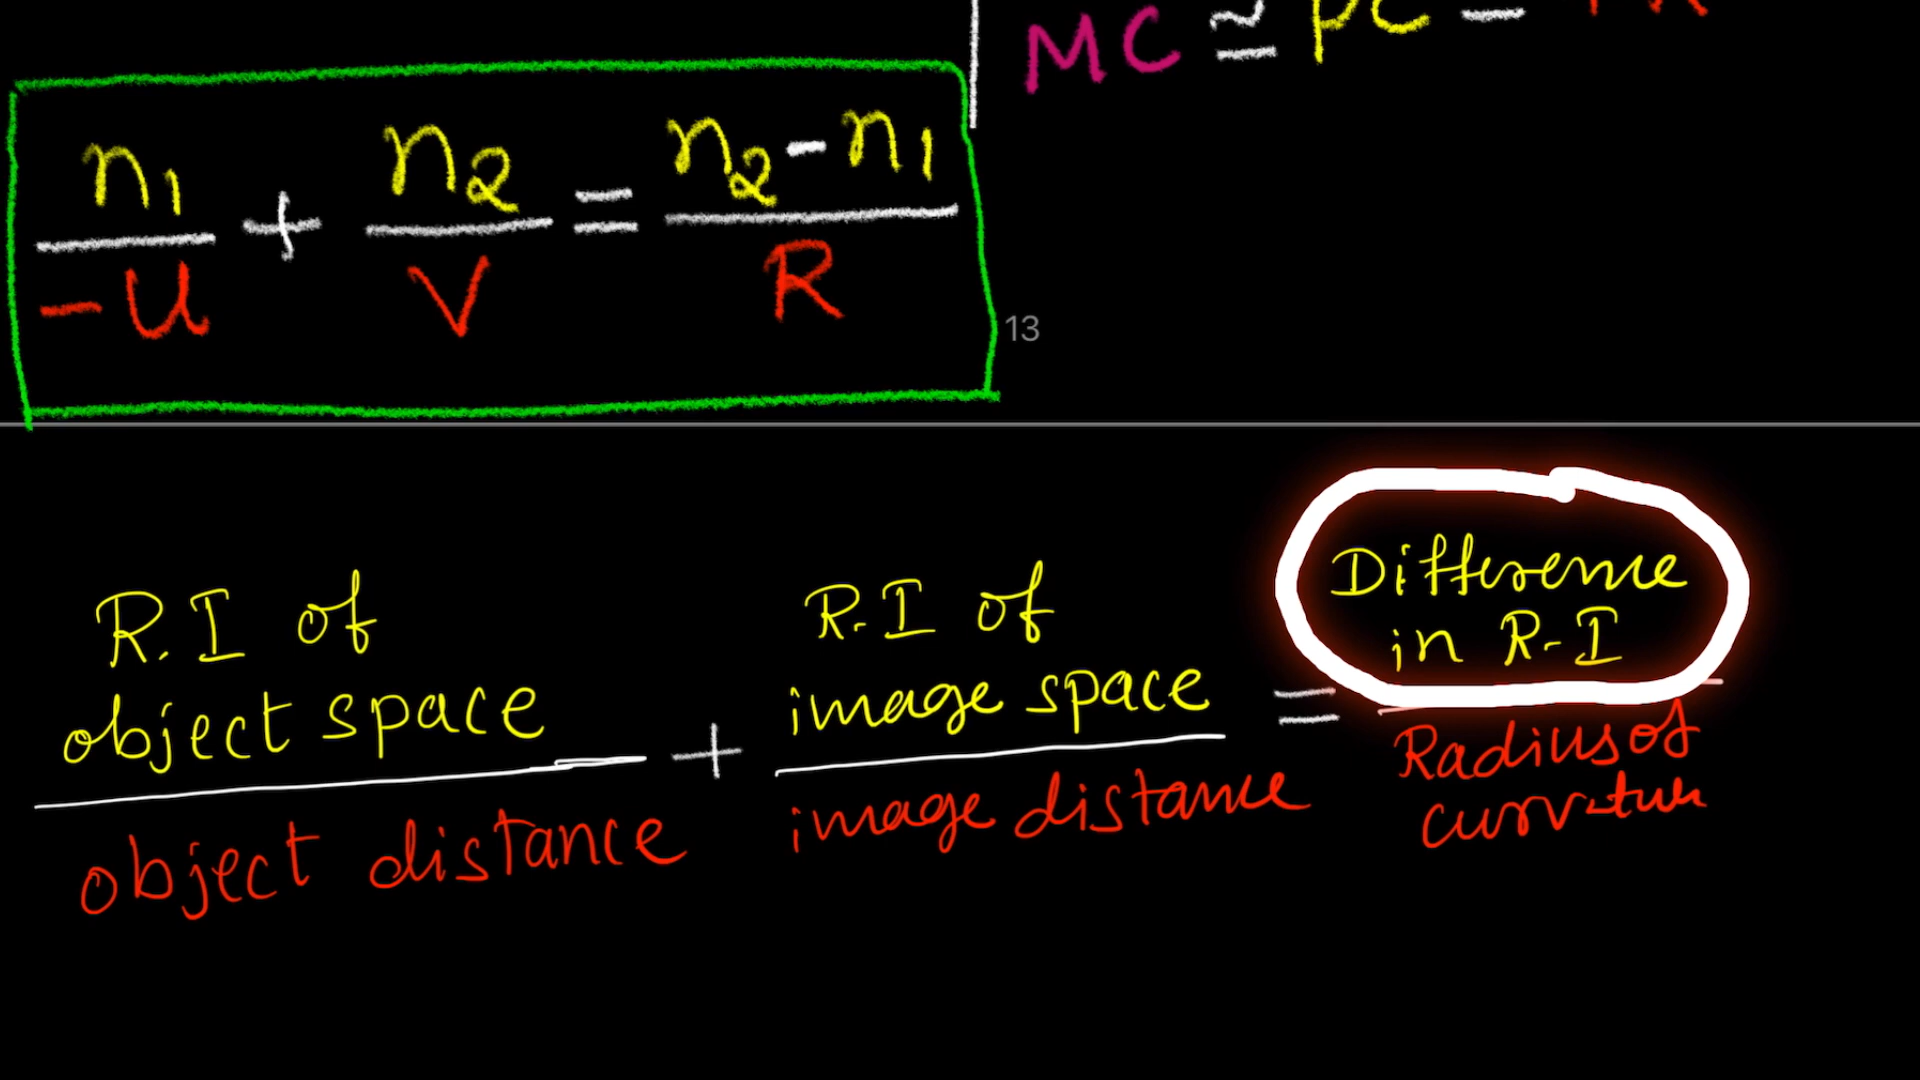 MC ≅ PC =
n₁ + n₂ = n₂ - n₁
-u v R
13
R.I of
object space
object distance
+
R.I of
image space
image distance
=
Difference
in R-I
Radius of